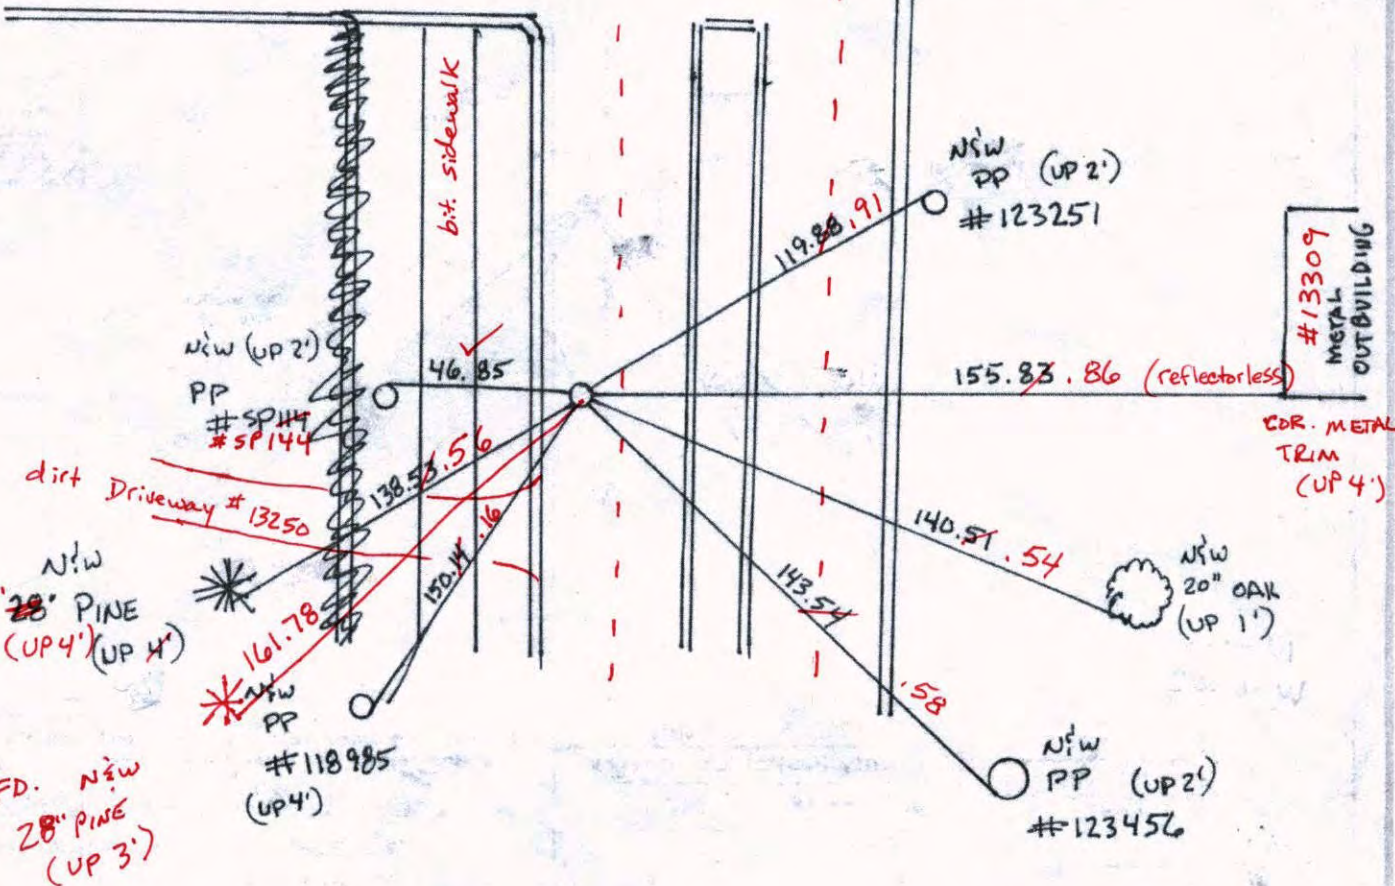 bit. sidewalk
N&W
PP (UP 2')
#123251
119.88 .91
#13309
METAL
OUTBUILDING
N&W (UP 2')
PP
#SP114
#SP144
46.85
155.83 .86 (reflectorless)
COR. METAL
TRIM
(UP 4')
dirt Driveway #13250
138.53 .56
150.14 .16
161.78
140.51 .54
N&W
20" OAK
(UP 1')
143.54
.58
N&W
28" PINE
(UP 4') (UP 4')
N&W
PP
#118985
(UP 4')
N&W
PP (UP 2')
#123456
FD. N&W
28" PINE
(UP 3')